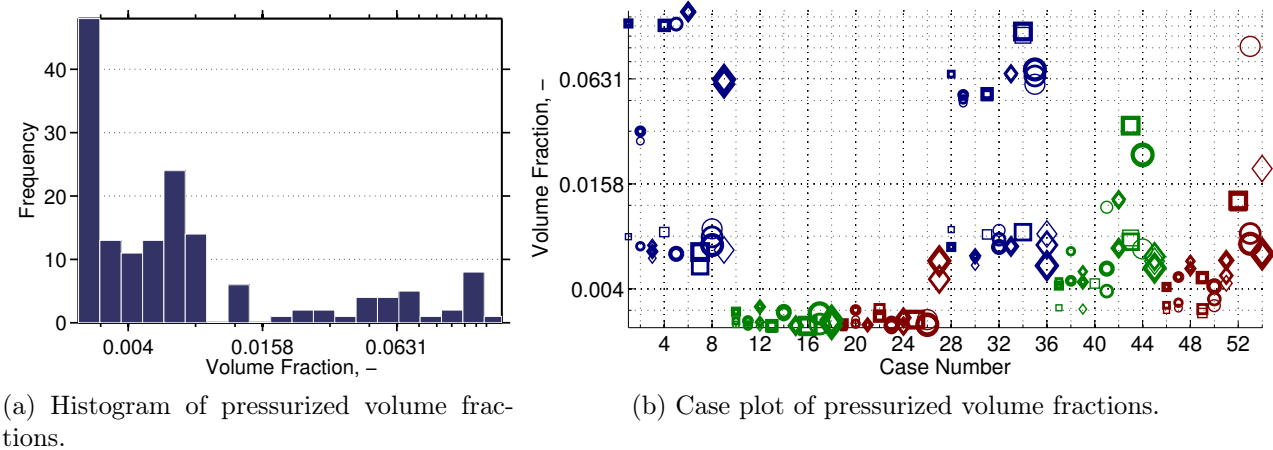 40
30
20
10
0
Frequency
0.004
0.0158
0.0631
Volume Fraction, −
(a) Histogram of pressurized volume frac-
tions.
0.0631
0.0158
0.004
Volume Fraction, −
4 8 12 16 20 24 28 32 36 40 44 48 52
Case Number
(b) Case plot of pressurized volume fractions.